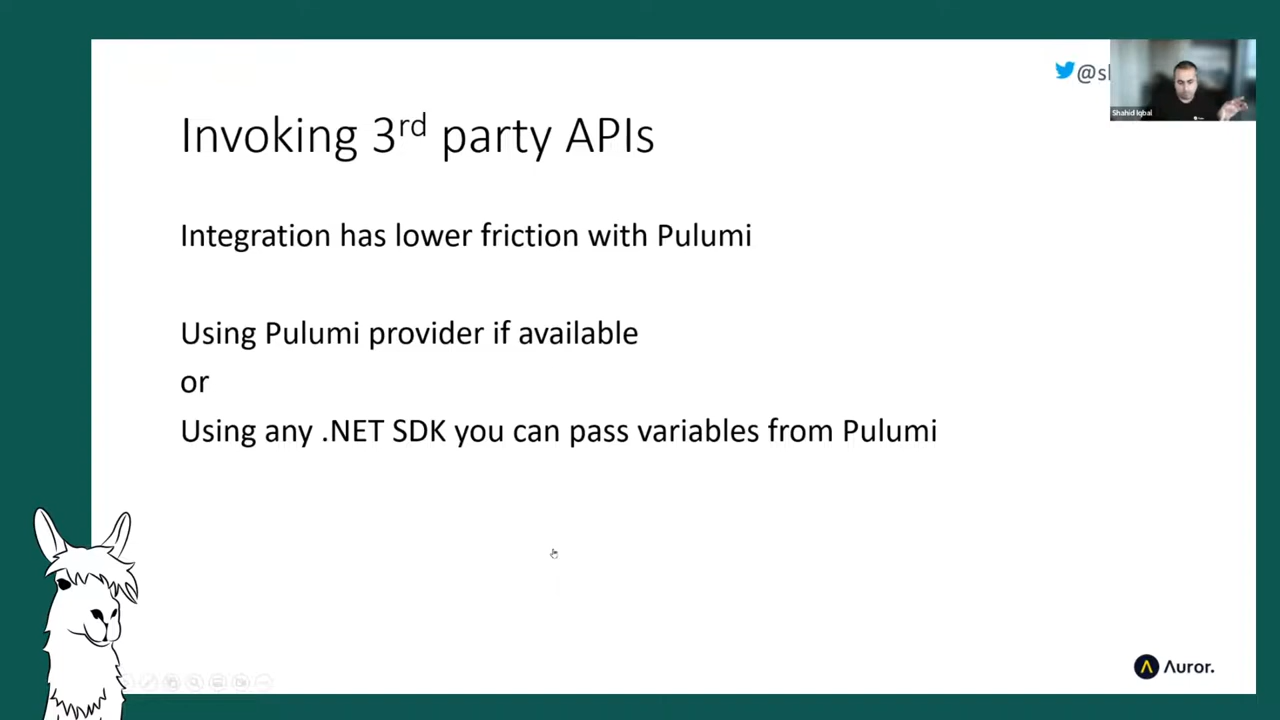 @s
Shahid Iqbal
Invoking 3rd party APIs
Integration has lower friction with Pulumi
Using Pulumi provider if available
or
Using any .NET SDK you can pass variables from Pulumi
Auror.